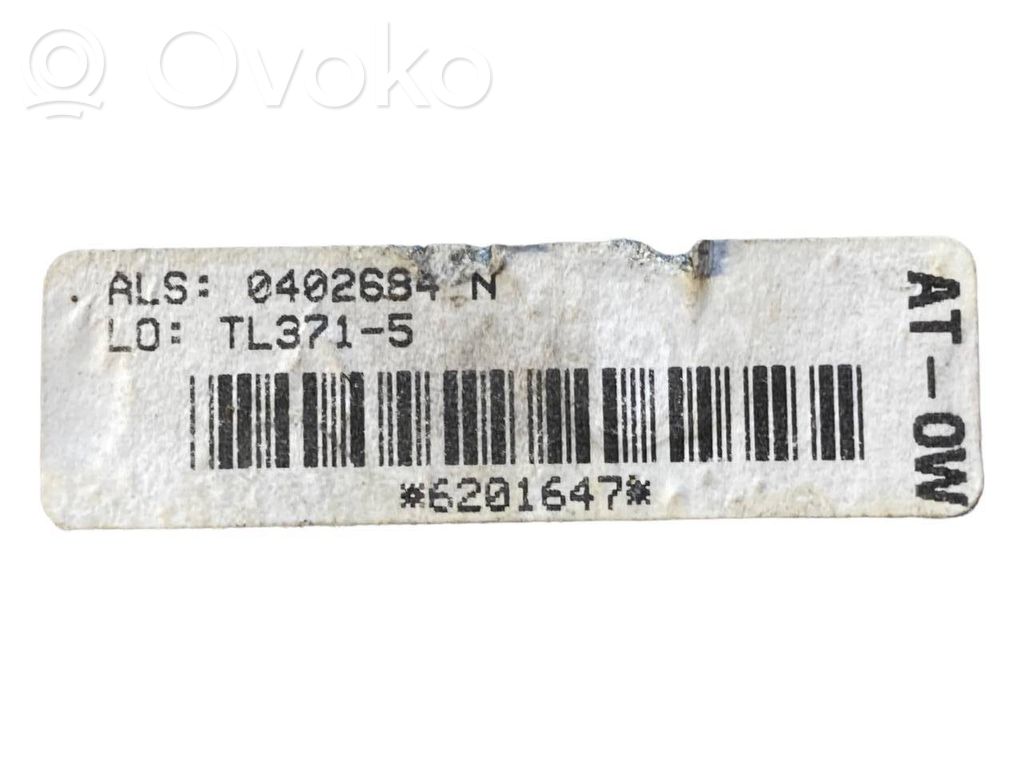 Ovoko
ALS: 0402684 N
LO: TL371-5
*6201647*
AT-OW